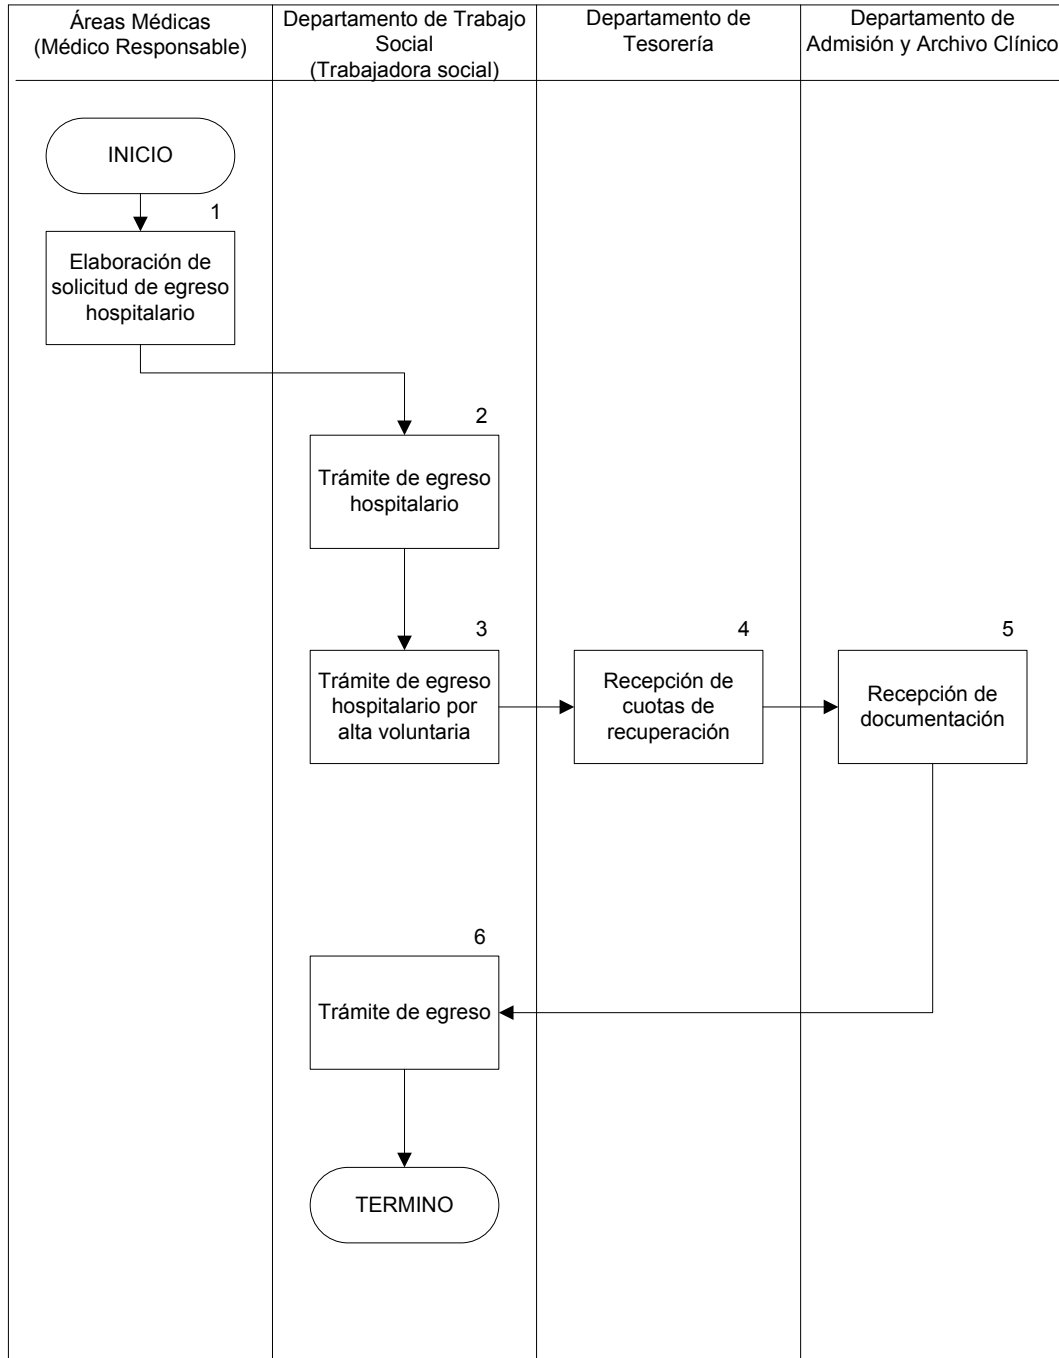 Áreas Médicas
(Médico Responsable)
Departamento de Trabajo
Social
(Trabajadora social)
Departamento de
Tesorería
Departamento de
Admisión y Archivo Clínico
INICIO
1
Elaboración de
solicitud de egreso
hospitalario
2
Trámite de egreso
hospitalario
3
Trámite de egreso
hospitalario por
alta voluntaria
4
Recepción de
cuotas de
recuperación
5
Recepción de
documentación
6
Trámite de egreso
TERMINO